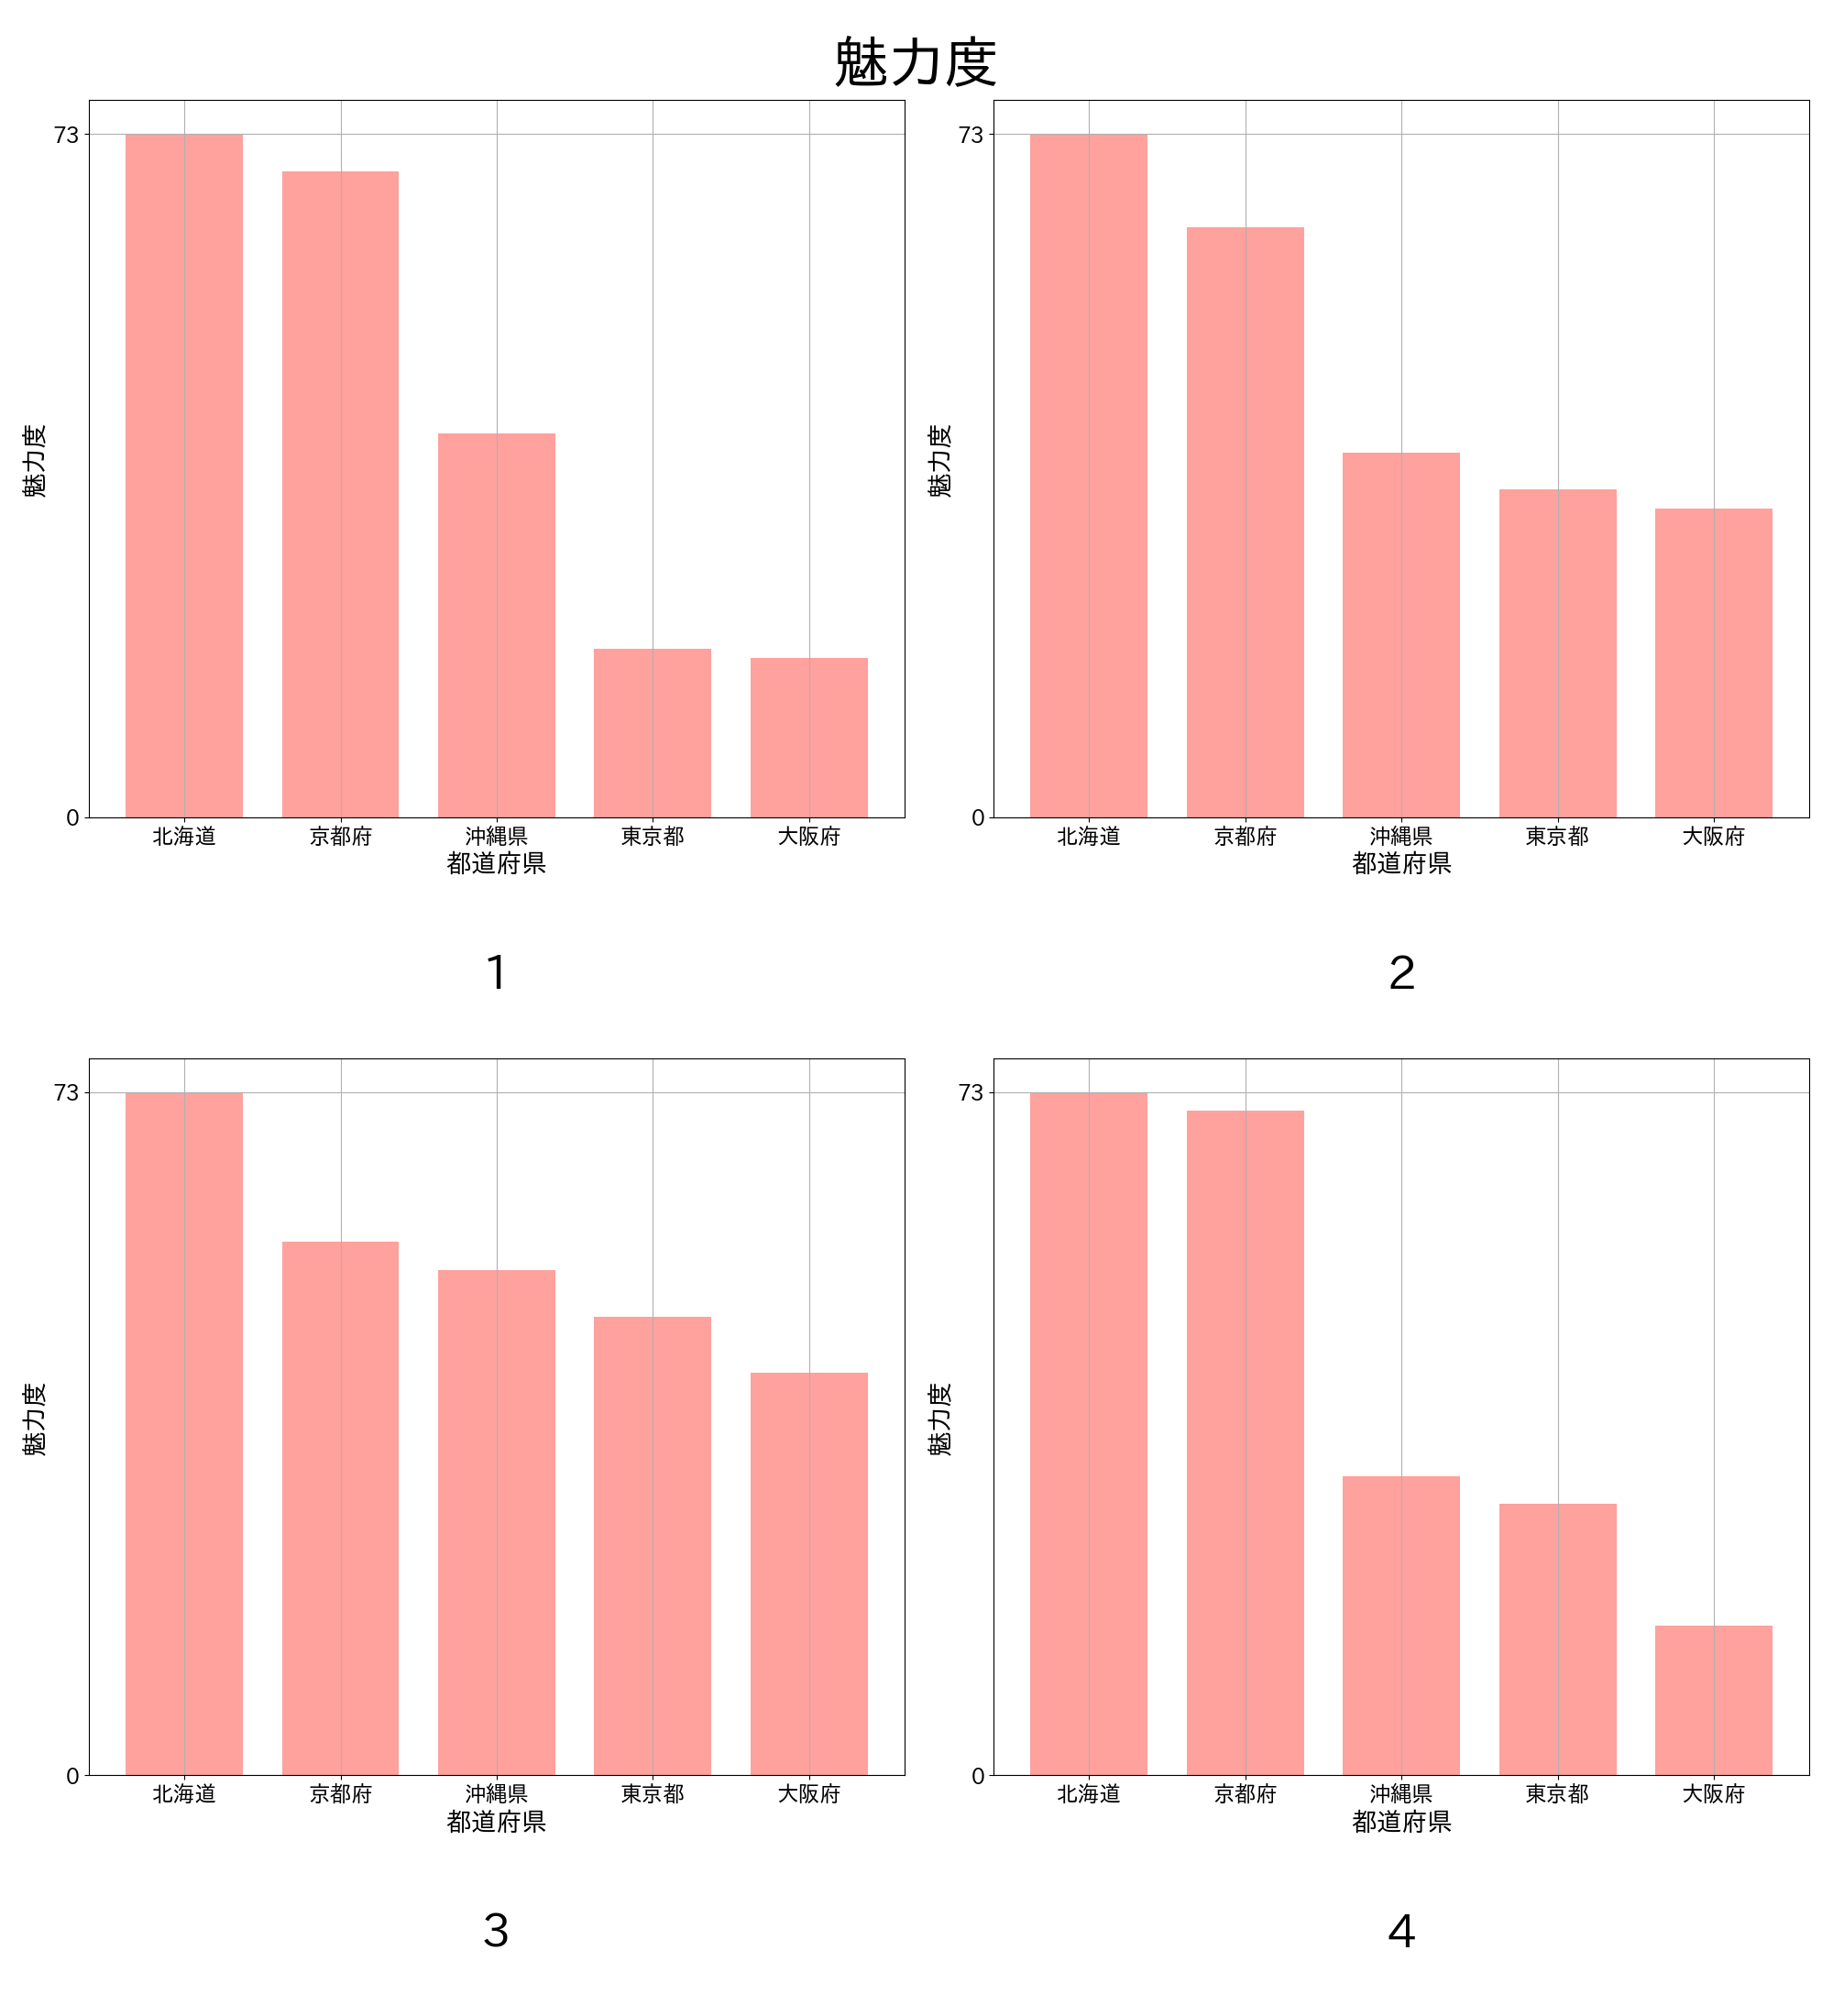 魅力度
73
0
魅力度
北海道 京都府 沖縄県 東京都 大阪府
都道府県
1
73
0
魅力度
北海道 京都府 沖縄県 東京都 大阪府
都道府県
2
73
0
魅力度
北海道 京都府 沖縄県 東京都 大阪府
都道府県
3
73
0
魅力度
北海道 京都府 沖縄県 東京都 大阪府
都道府県
4